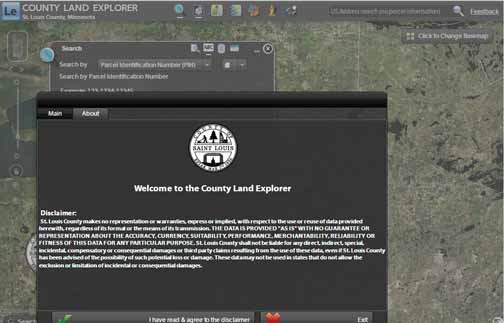 Le COUNTY LAND EXPLORER
St. Louis County, Minnesota
US Address search (no parcel information)
Feedback
Click to Change Basemap
Search
ABC
Search by Parcel Identification Number (PIN)
Search by Parcel Identification Number
Example: 123-1234-12345
Main About
COUNTY OF
SAINT LOUIS
Welcome to the County Land Explorer
Disclaimer:
St. Louis County makes no representation or warranties, express or implied, with respect to the use or reuse of data provided
herewith, regardless of its format or the means of its transmission. THE DATA IS PROVIDED "AS IS" WITH NO GUARANTEE OR
REPRESENTATION ABOUT THE ACCURACY, CURRENCY, SUITABILITY, PERFORMANCE, MERCHANTABILITY, RELIABILITY OR
FITNESS OF THIS DATA FOR ANY PARTICULAR PURPOSE. St. Louis County shall not be liable for any direct, indirect, special,
incidental, compensatory or consequential damages or third party claims resulting from the use of these data, even if St. Louis County
has been advised of the possibility of such potential loss or damage. These data may not be used in states that do not allow the
exclusion or limitation of incidental or consequential damages.
I have read & agree to the disclaimer
Exit
Search